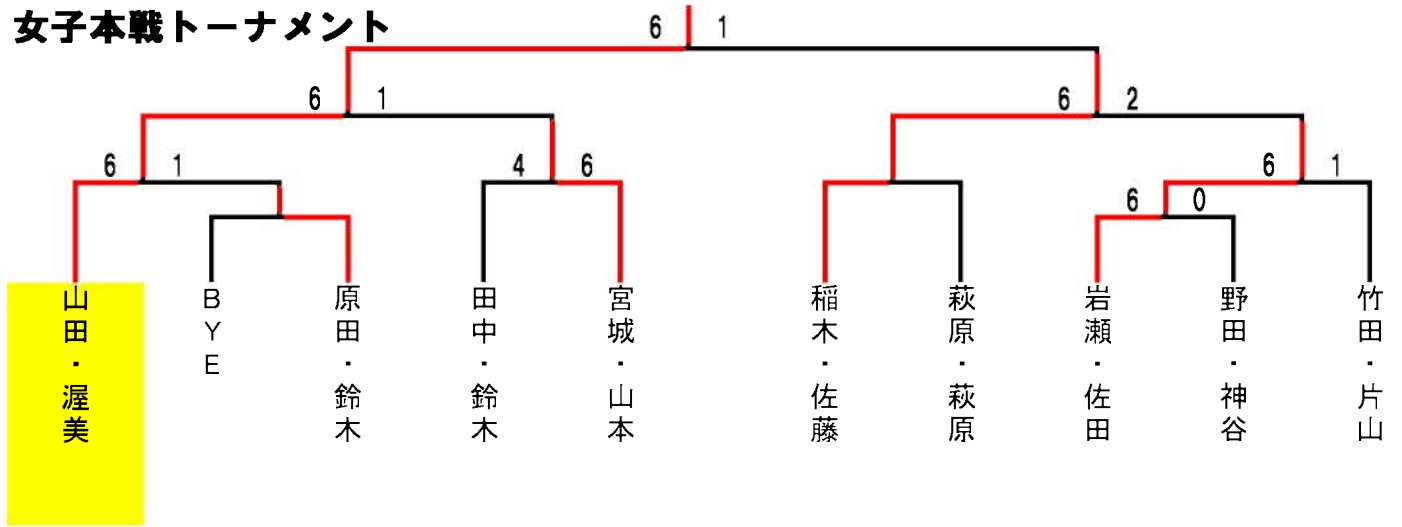 女子本戦トーナメント
6 1
6 1
6 2
6 1
4 6
6 1
6 0
山田・渥美
BYE
原田・鈴木
田中・鈴木
宮城・山本
稲木・佐藤
萩原・萩原
岩瀬・佐田
野田・神谷
竹田・片山